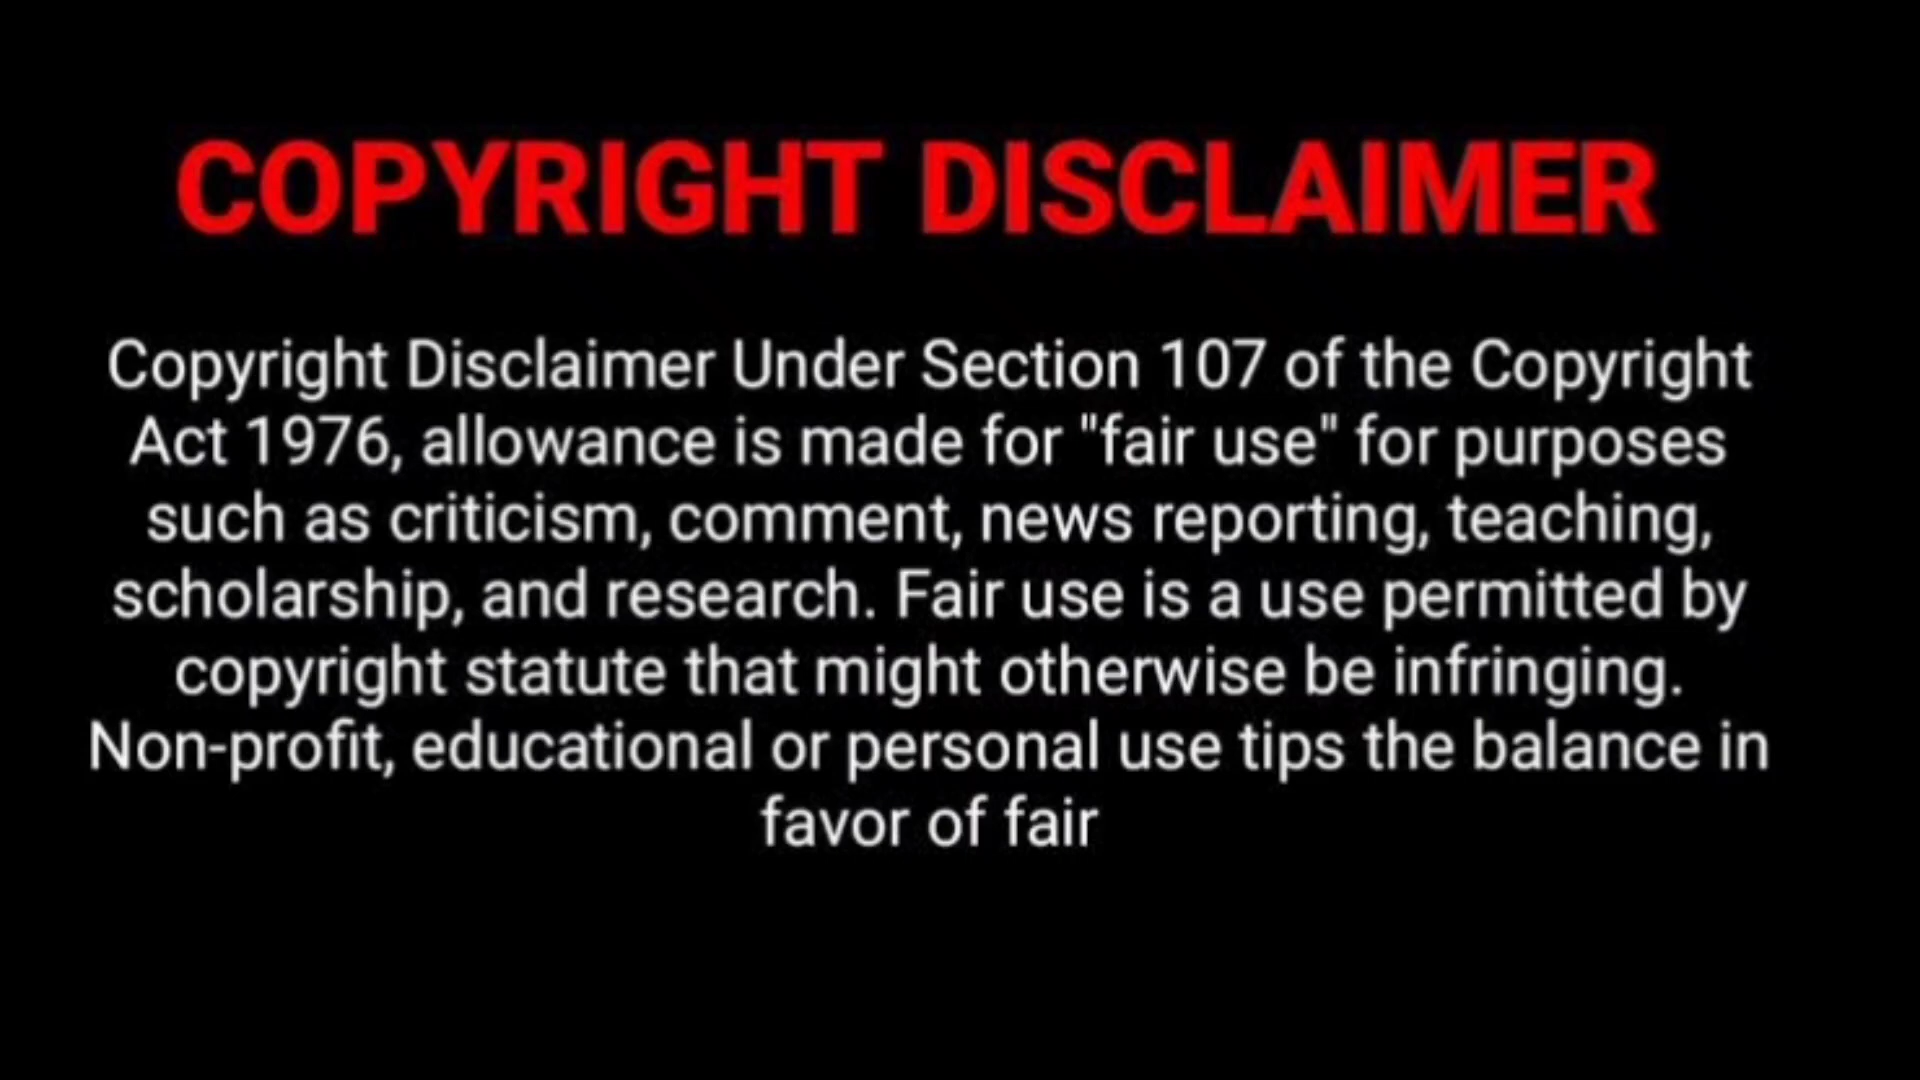 COPYRIGHT DISCLAIMER
Copyright Disclaimer Under Section 107 of the Copyright
Act 1976, allowance is made for "fair use" for purposes
such as criticism, comment, news reporting, teaching,
scholarship, and research. Fair use is a use permitted by
copyright statute that might otherwise be infringing.
Non-profit, educational or personal use tips the balance in
favor of fair